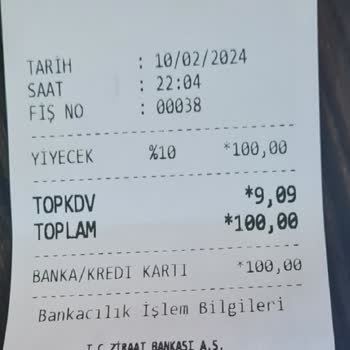 TARİH : 10/02/2024
SAAT : 22:04
FİŞ NO : 00038
YİYECEK %10 *100,00
TOPKDV *9,09
TOPLAM *100,00
BANKA/KREDI KARTI *100,00
Bankacılık İşlem Bilgileri
T.C.ZİRAAT BANKASI A.Ş.